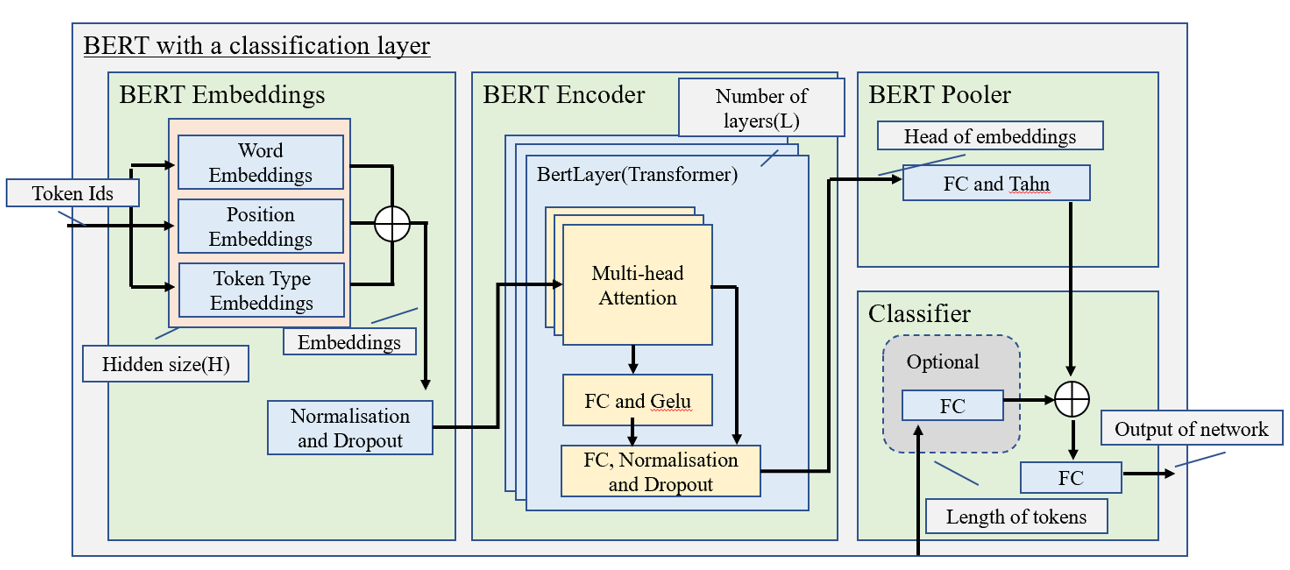 BERT with a classification layer
BERT Embeddings
Token Ids
Word
Embeddings
Position
Embeddings
Token Type
Embeddings
Hidden size(H)
Embeddings
Normalisation
and Dropout
BERT Encoder
Number of
layers(L)
BertLayer(Transformer)
Multi-head
Attention
FC and Gelu
FC, Normalisation
and Dropout
BERT Pooler
Head of embeddings
FC and Tahn
Classifier
Optional
FC
FC
Output of network
Length of tokens